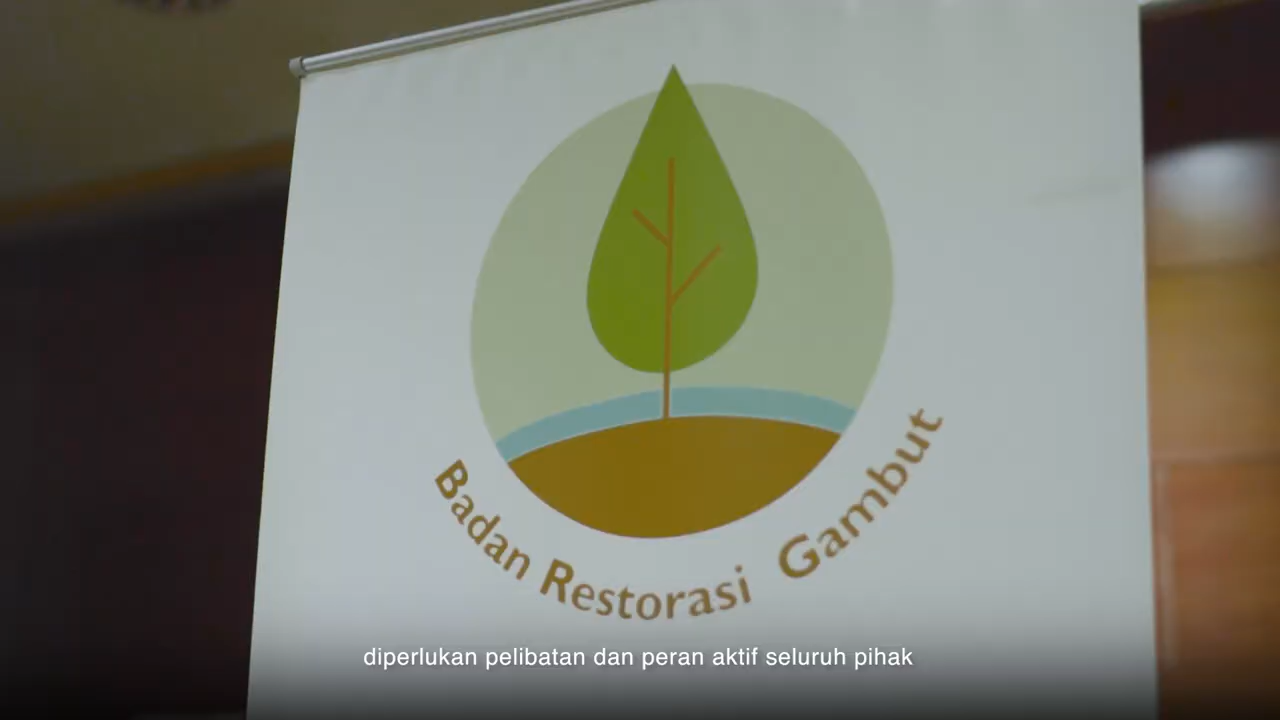 Badan Restorasi Gambut
diperlukan pelibatan dan peran aktif seluruh pihak